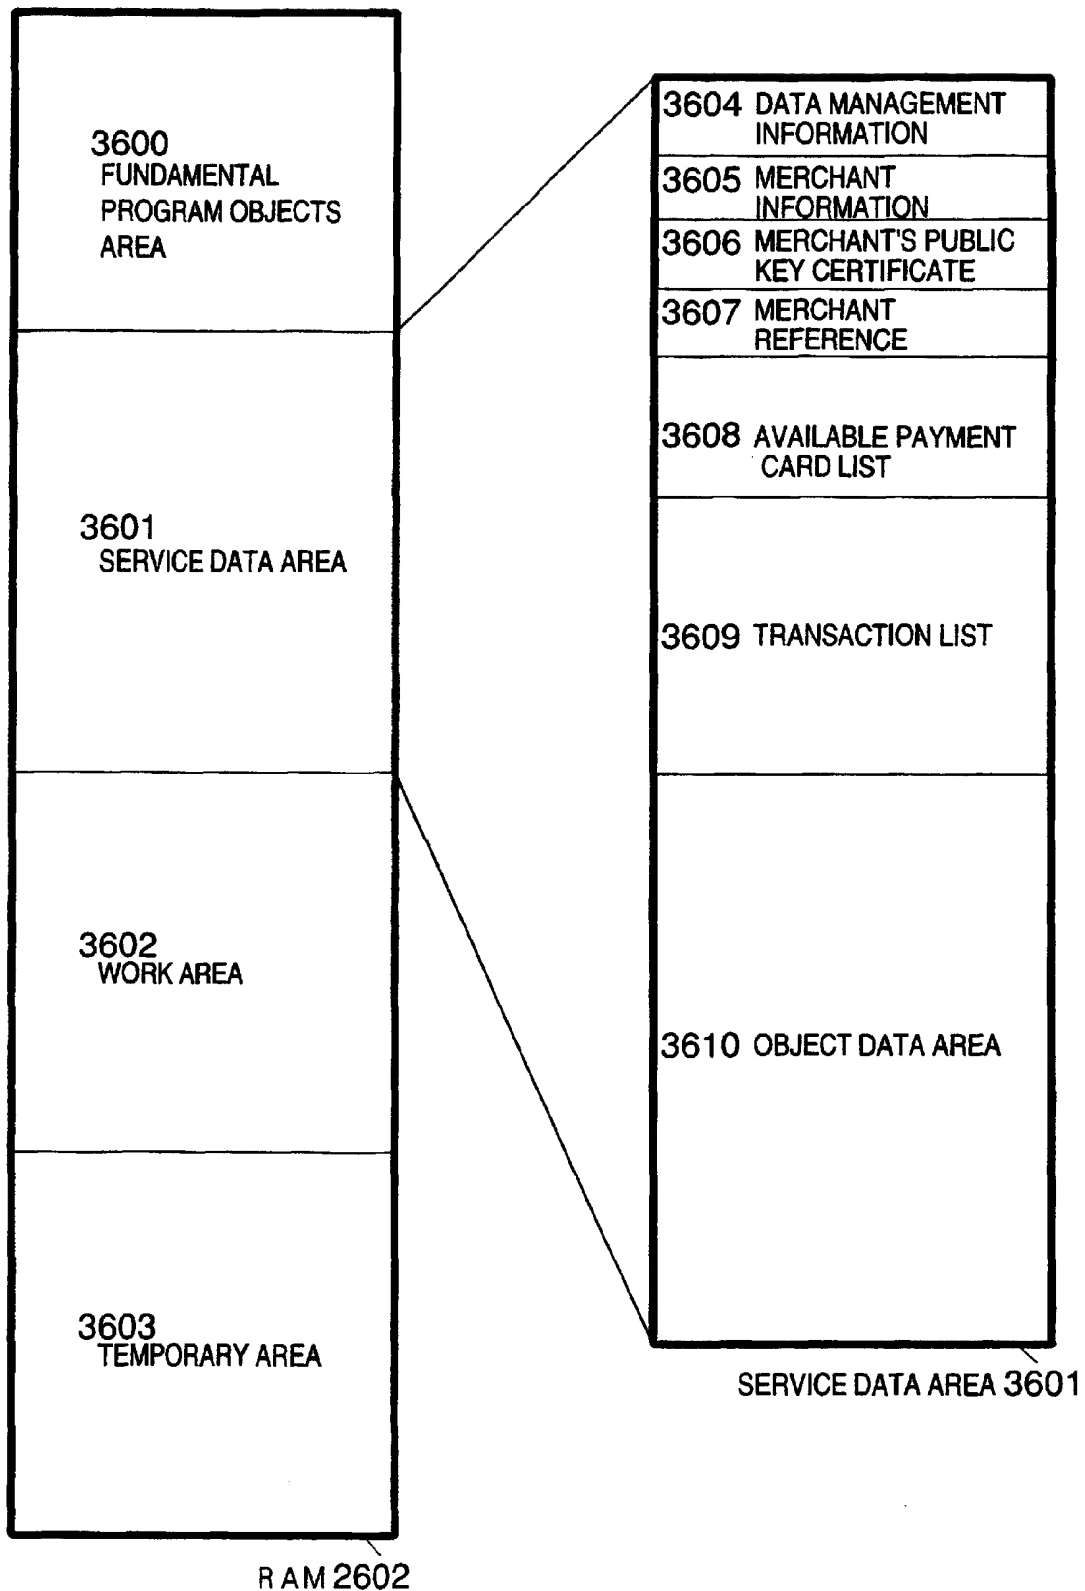 3600
FUNDAMENTAL
PROGRAM OBJECTS
AREA
3601
SERVICE DATA AREA
3602
WORK AREA
3603
TEMPORARY AREA
RAM 2602
3604 DATA MANAGEMENT
INFORMATION
3605 MERCHANT
INFORMATION
3606 MERCHANT'S PUBLIC
KEY CERTIFICATE
3607 MERCHANT
REFERENCE
3608 AVAILABLE PAYMENT
CARD LIST
3609 TRANSACTION LIST
3610 OBJECT DATA AREA
SERVICE DATA AREA 3601